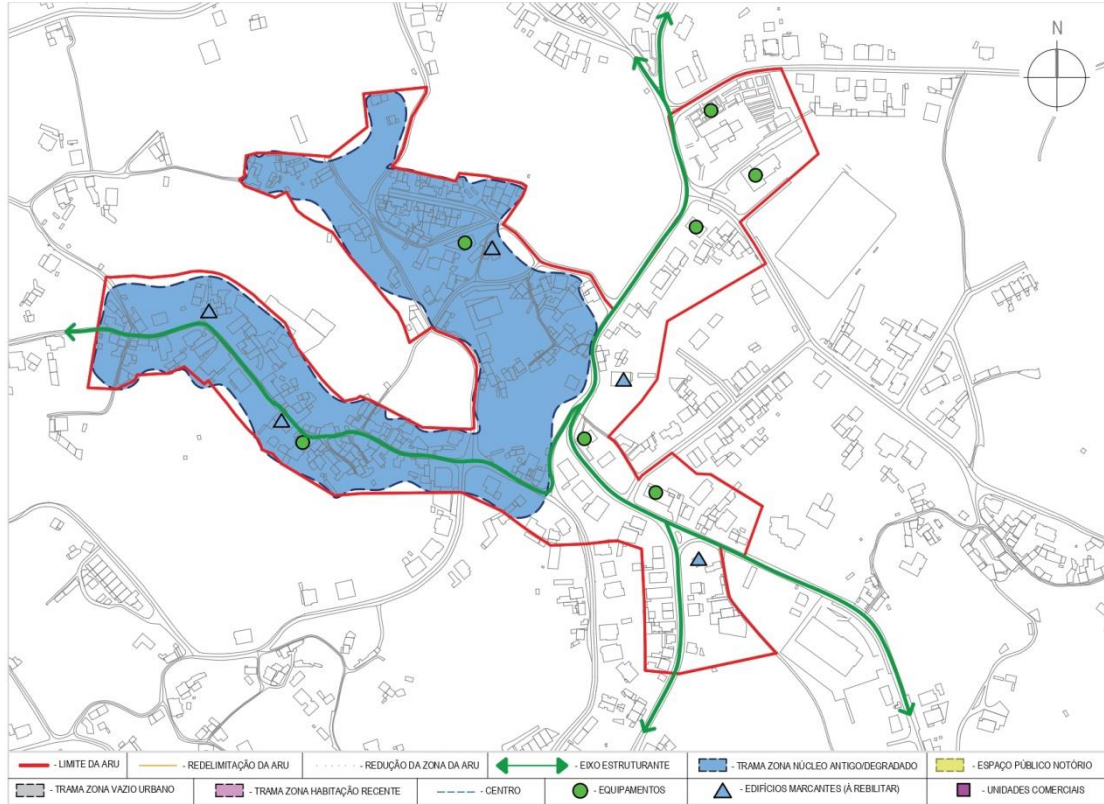 N
- LIMITE DA ARU
- REDELIMITAÇÃO DA ARU
- REDUÇÃO DA ZONA DA ARU
- EIXO ESTRUTURANTE
- TRAMA ZONA NÚCLEO ANTIGO/DEGRADADO
- ESPAÇO PÚBLICO NOTÓRIO
- TRAMA ZONA VAZIO URBANO
- TRAMA ZONA HABITAÇÃO RECENTE
- CENTRO
- EQUIPAMENTOS
- EDIFÍCIOS MARCANTES (À REBILITAR)
- UNIDADES COMERCIAIS